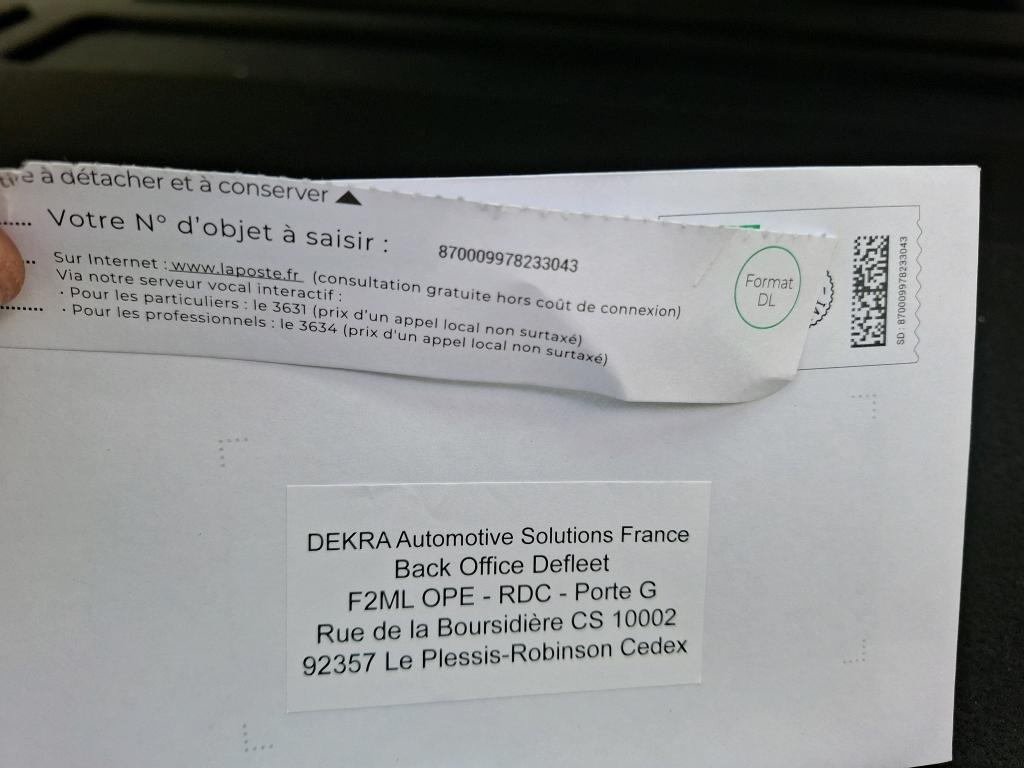 à détacher et à conserver ▲
Votre N° d'objet à saisir : 870009978233043
Sur Internet : www.laposte.fr (consultation gratuite hors coût de connexion)
Via notre serveur vocal interactif :
· Pour les particuliers : le 3631 (prix d'un appel local non surtaxé)
· Pour les professionnels : le 3634 (prix d'un appel local non surtaxé)
Format
DL
SD : 870009978233043
DEKRA Automotive Solutions France
Back Office Defleet
F2ML OPE - RDC - Porte G
Rue de la Boursidière CS 10002
92357 Le Plessis-Robinson Cedex